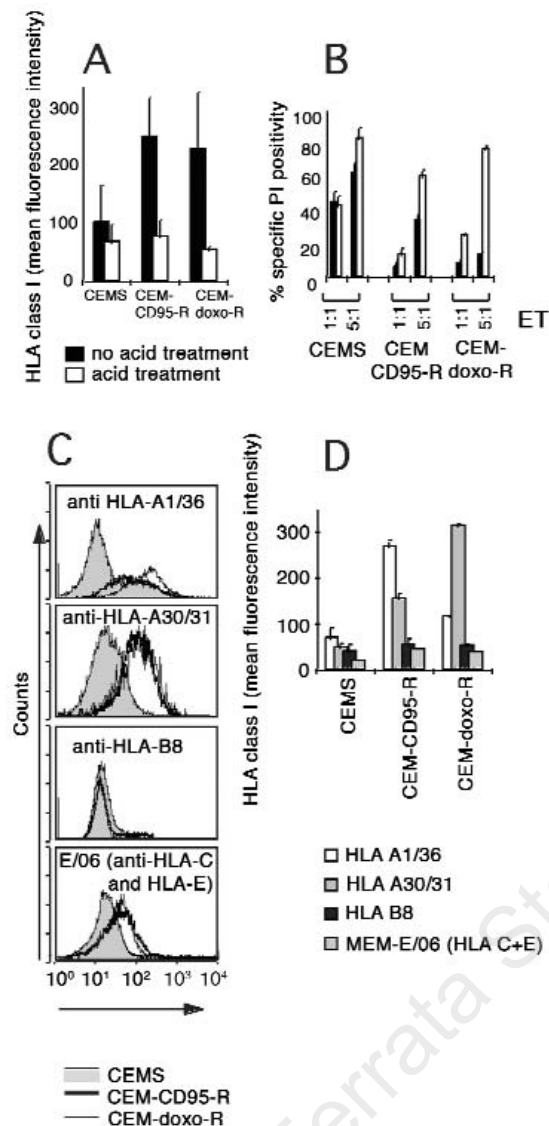 A
HLA class I (mean fluorescence intensity)
300
200
100
0
CEMS
CEM-
CD95-R
CEM-
doxo-R
no acid treatment
acid treatment
B
% specific PI positivity
100
80
60
40
20
0
1:1
5:1
1:1
5:1
1:1
5:1
ET
CEMS
CEM
CD95-R
CEM-
doxo-R
C
Counts
anti HLA-A1/36
anti-HLA-A30/31
anti-HLA-B8
E/06 (anti-HLA-C
and HLA-E)
10⁰ 10¹ 10² 10³ 10⁴
CEMS
CEM-CD95-R
CEM-doxo-R
D
HLA class I (mean fluorescence intensity)
300
200
100
0
CEMS
CEM-CD95-R
CEM-doxo-R
HLA A1/36
HLA A30/31
HLA B8
MEM-E/06 (HLA C+E)